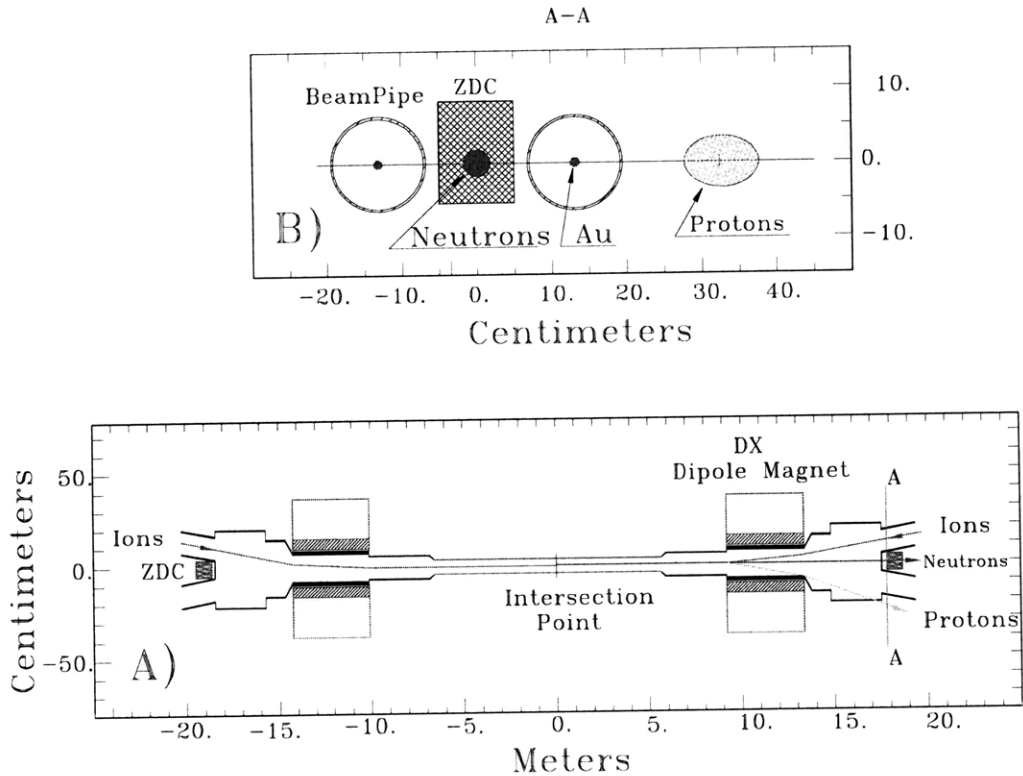 A-A
BeamPipe
ZDC
10.
0.
-10.
B)
Neutrons
Au
Protons
-20. -10. 0. 10. 20. 30. 40.
Centimeters
Centimeters
50.
0.
-50.
DX
Dipole Magnet
A
Ions
Ions
ZDC
Neutrons
Intersection
Point
Protons
A
A)
-20. -15. -10. -5. 0. 5. 10. 15. 20.
Meters